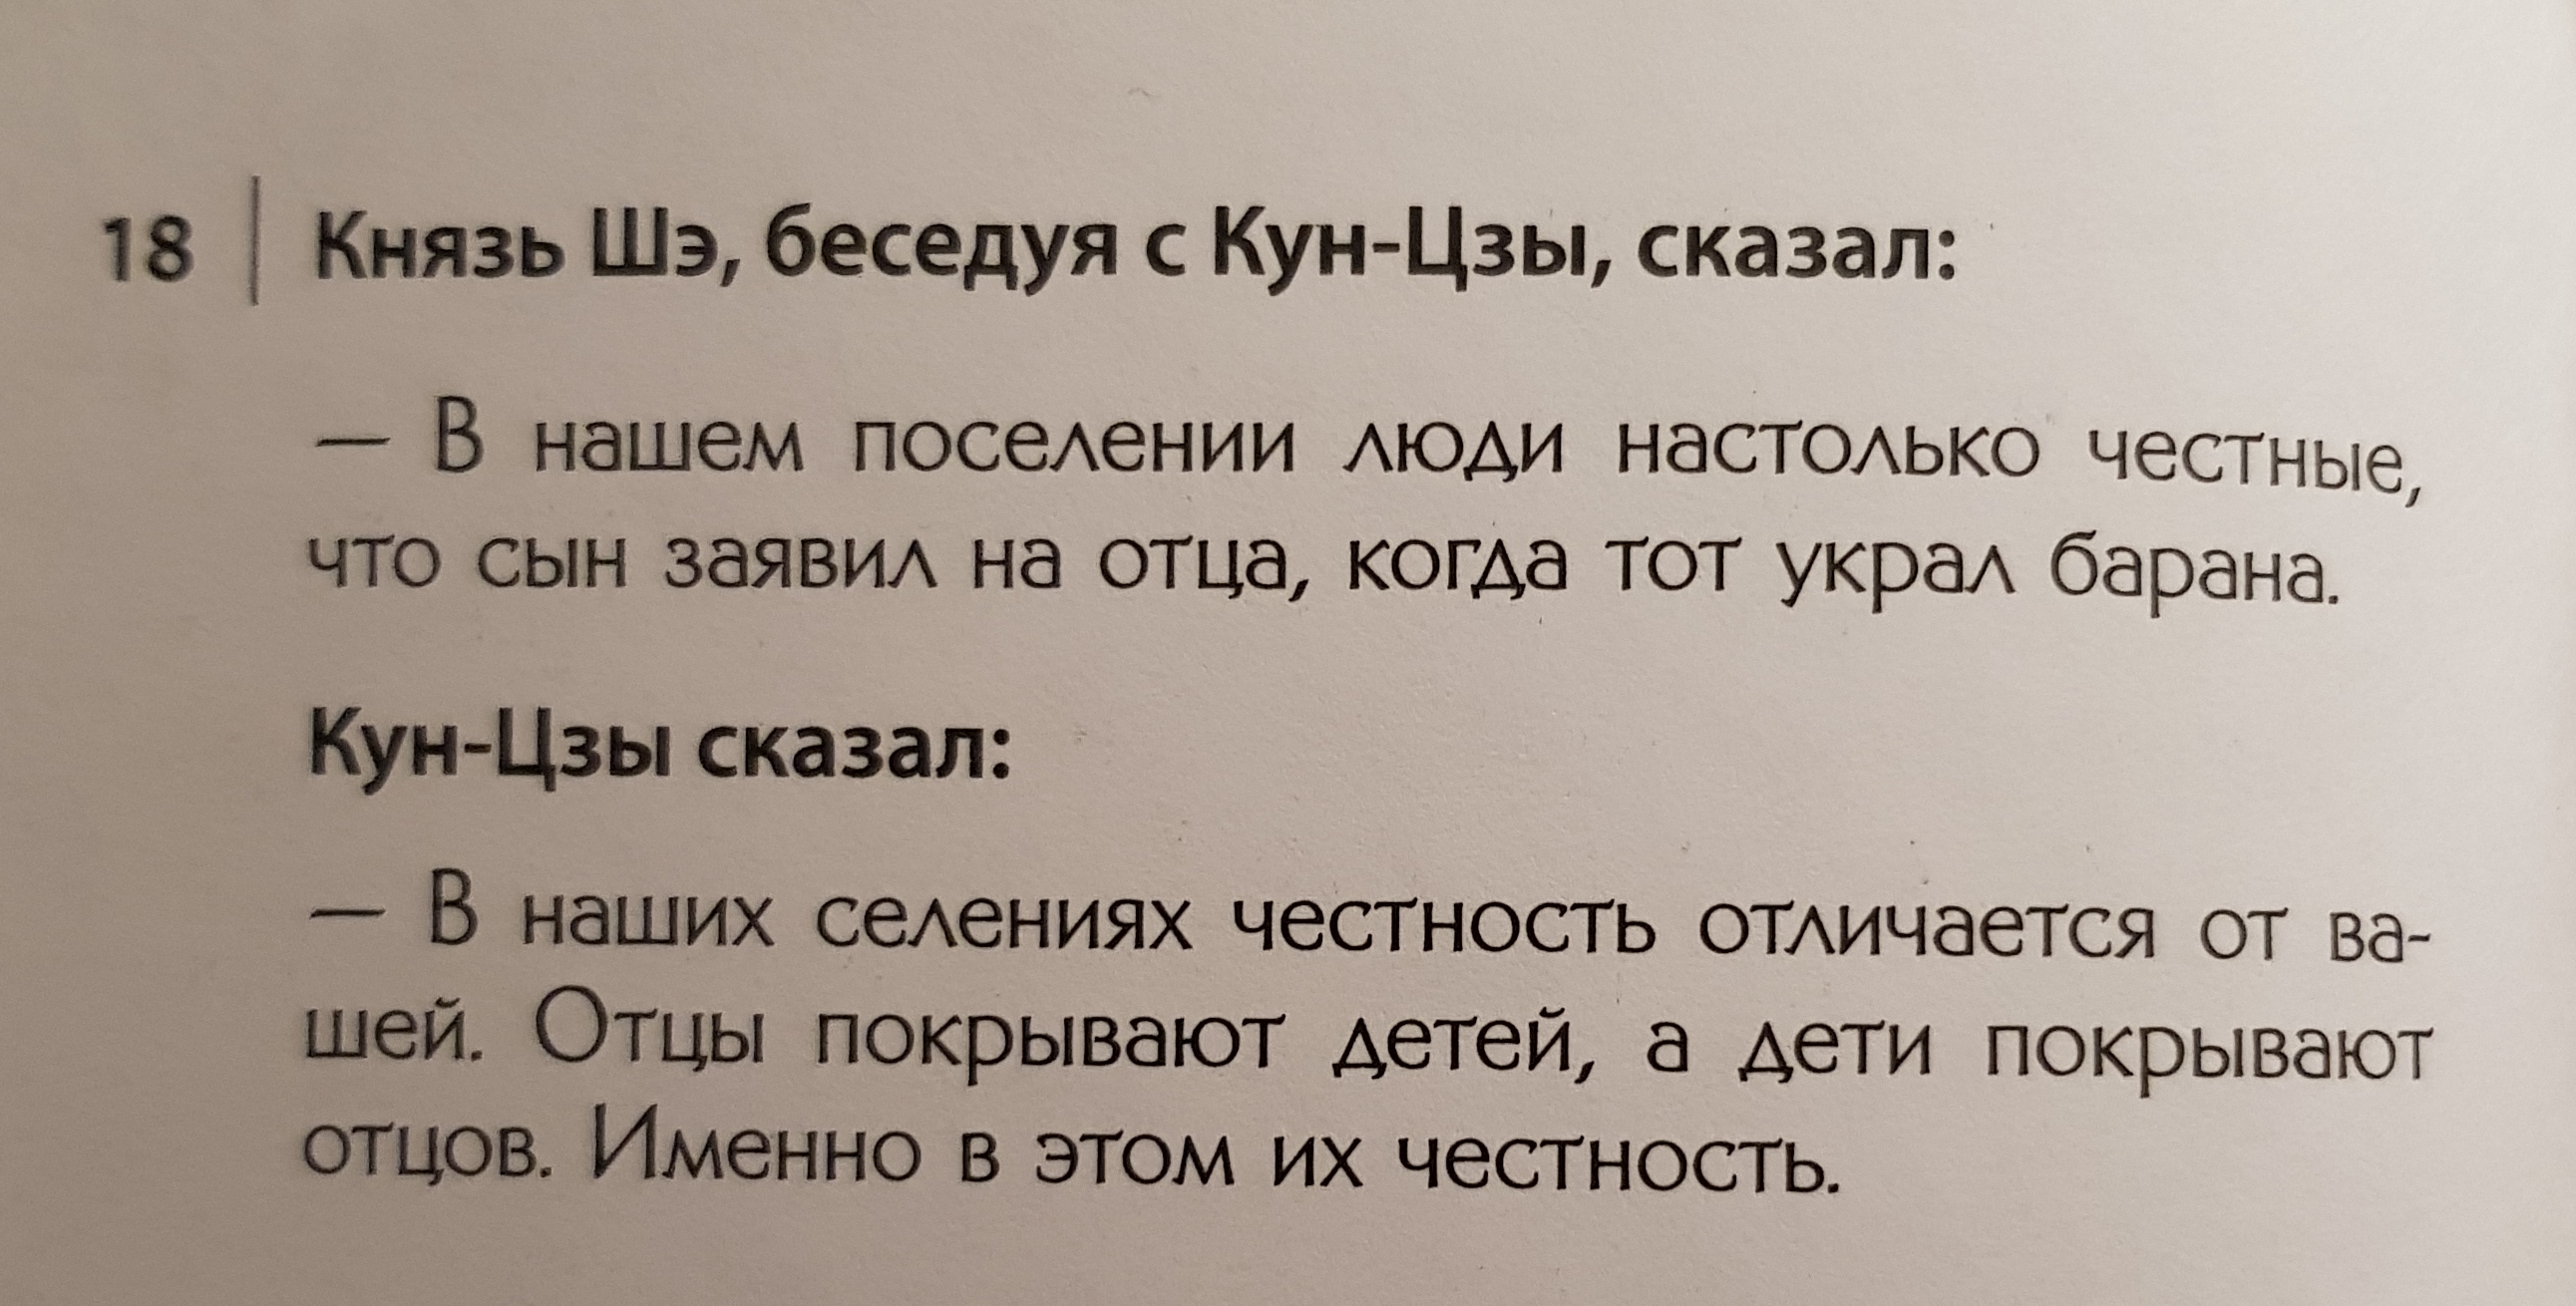 18 | Князь Шэ, беседуя с Кун-Цзы, сказал:
— В нашем поселении люди настолько честные,
что сын заявил на отца, когда тот украл барана.
Кун-Цзы сказал:
— В наших селениях честность отличается от ва-
шей. Отцы покрывают детей, а дети покрывают
отцов. Именно в этом их честность.